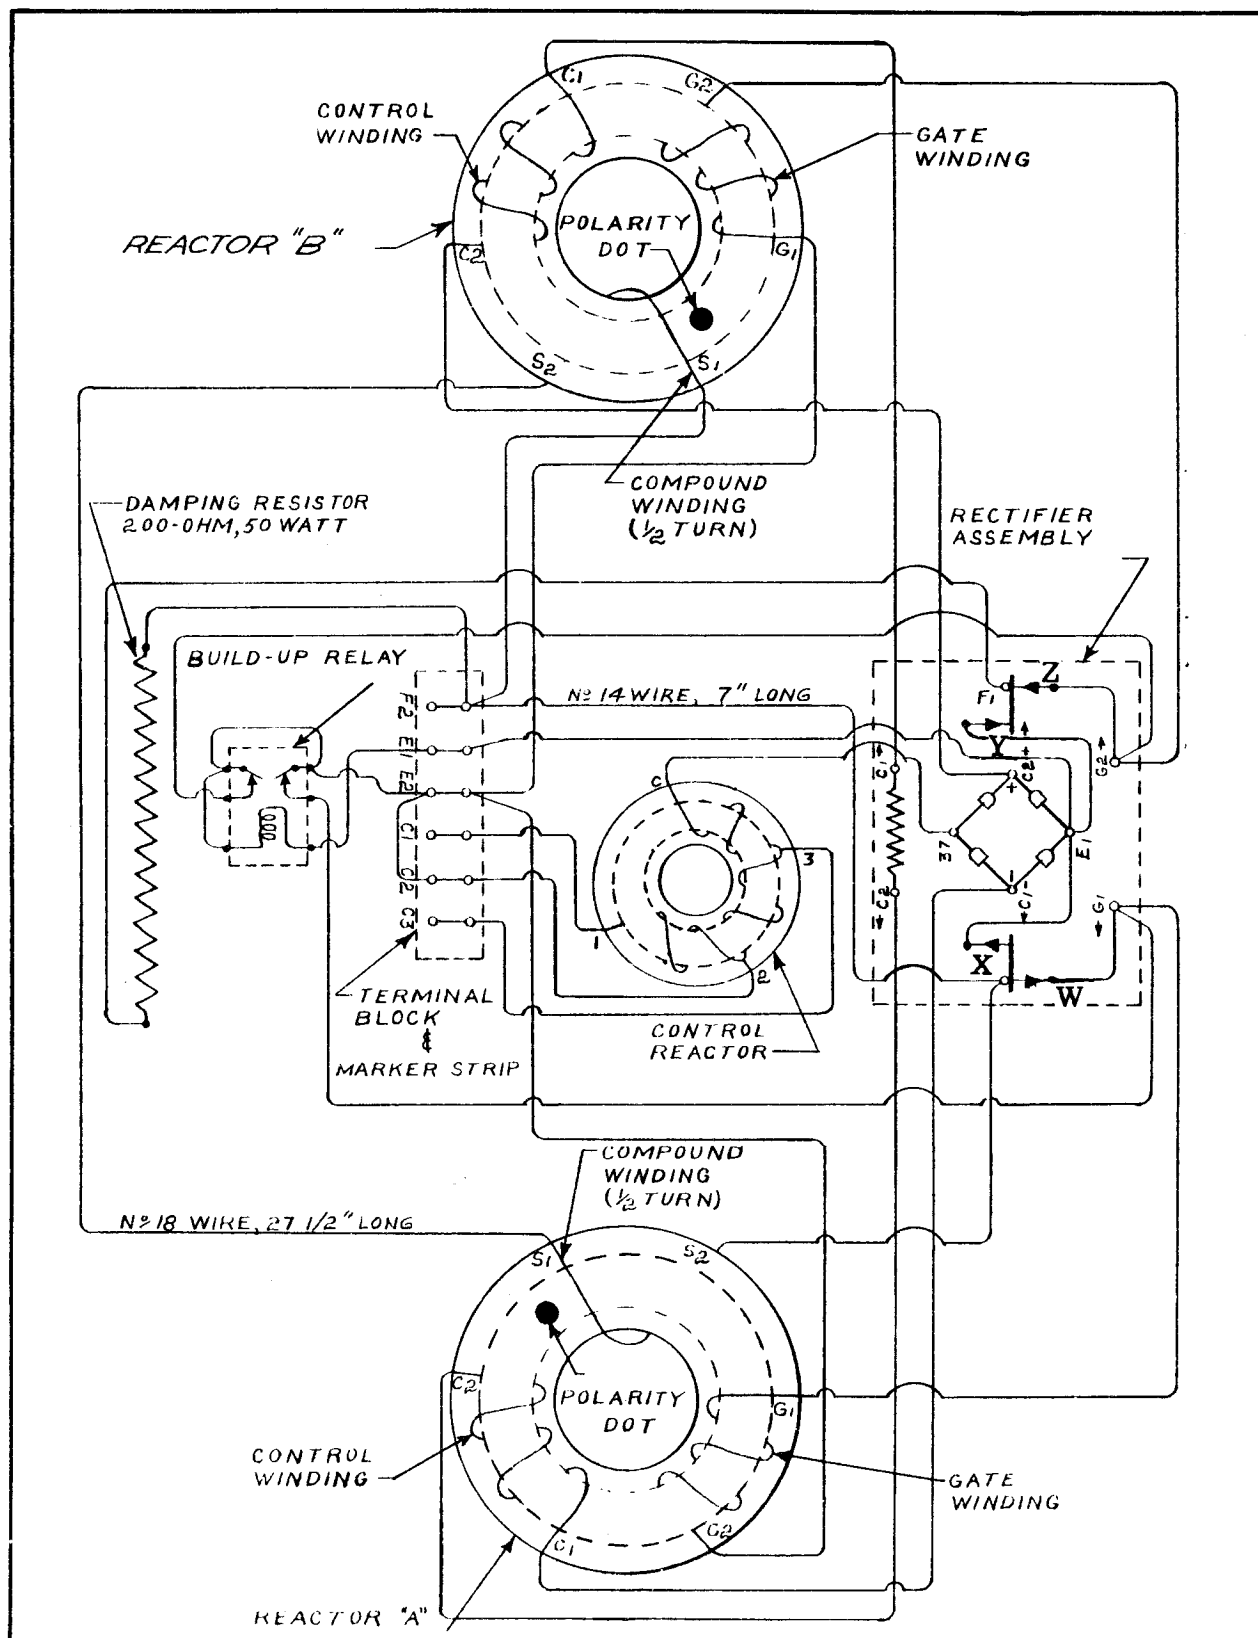 C1
G2
CONTROL
WINDING
GATE
WINDING
POLARITY
DOT
REACTOR "B"
C2
G1
S2
S1
DAMPING RESISTOR
200-OHM, 50 WATT
COMPOUND
WINDING
(½ TURN)
RECTIFIER
ASSEMBLY
BUILD-UP RELAY
F2
E1
E2
C1
C2
C3
Nº 14 WIRE, 7" LONG
F1
Z
Y
C2+
G2
C1
C
+
3
37
E1
-
C1-
C2
G1
1
2
X
W
TERMINAL
BLOCK
&
MARKER STRIP
CONTROL
REACTOR
COMPOUND
WINDING
(½ TURN)
Nº 18 WIRE, 27 1/2" LONG
S1
S2
C2
POLARITY
DOT
G1
CONTROL
WINDING
GATE
WINDING
G2
C1
REACTOR "A"